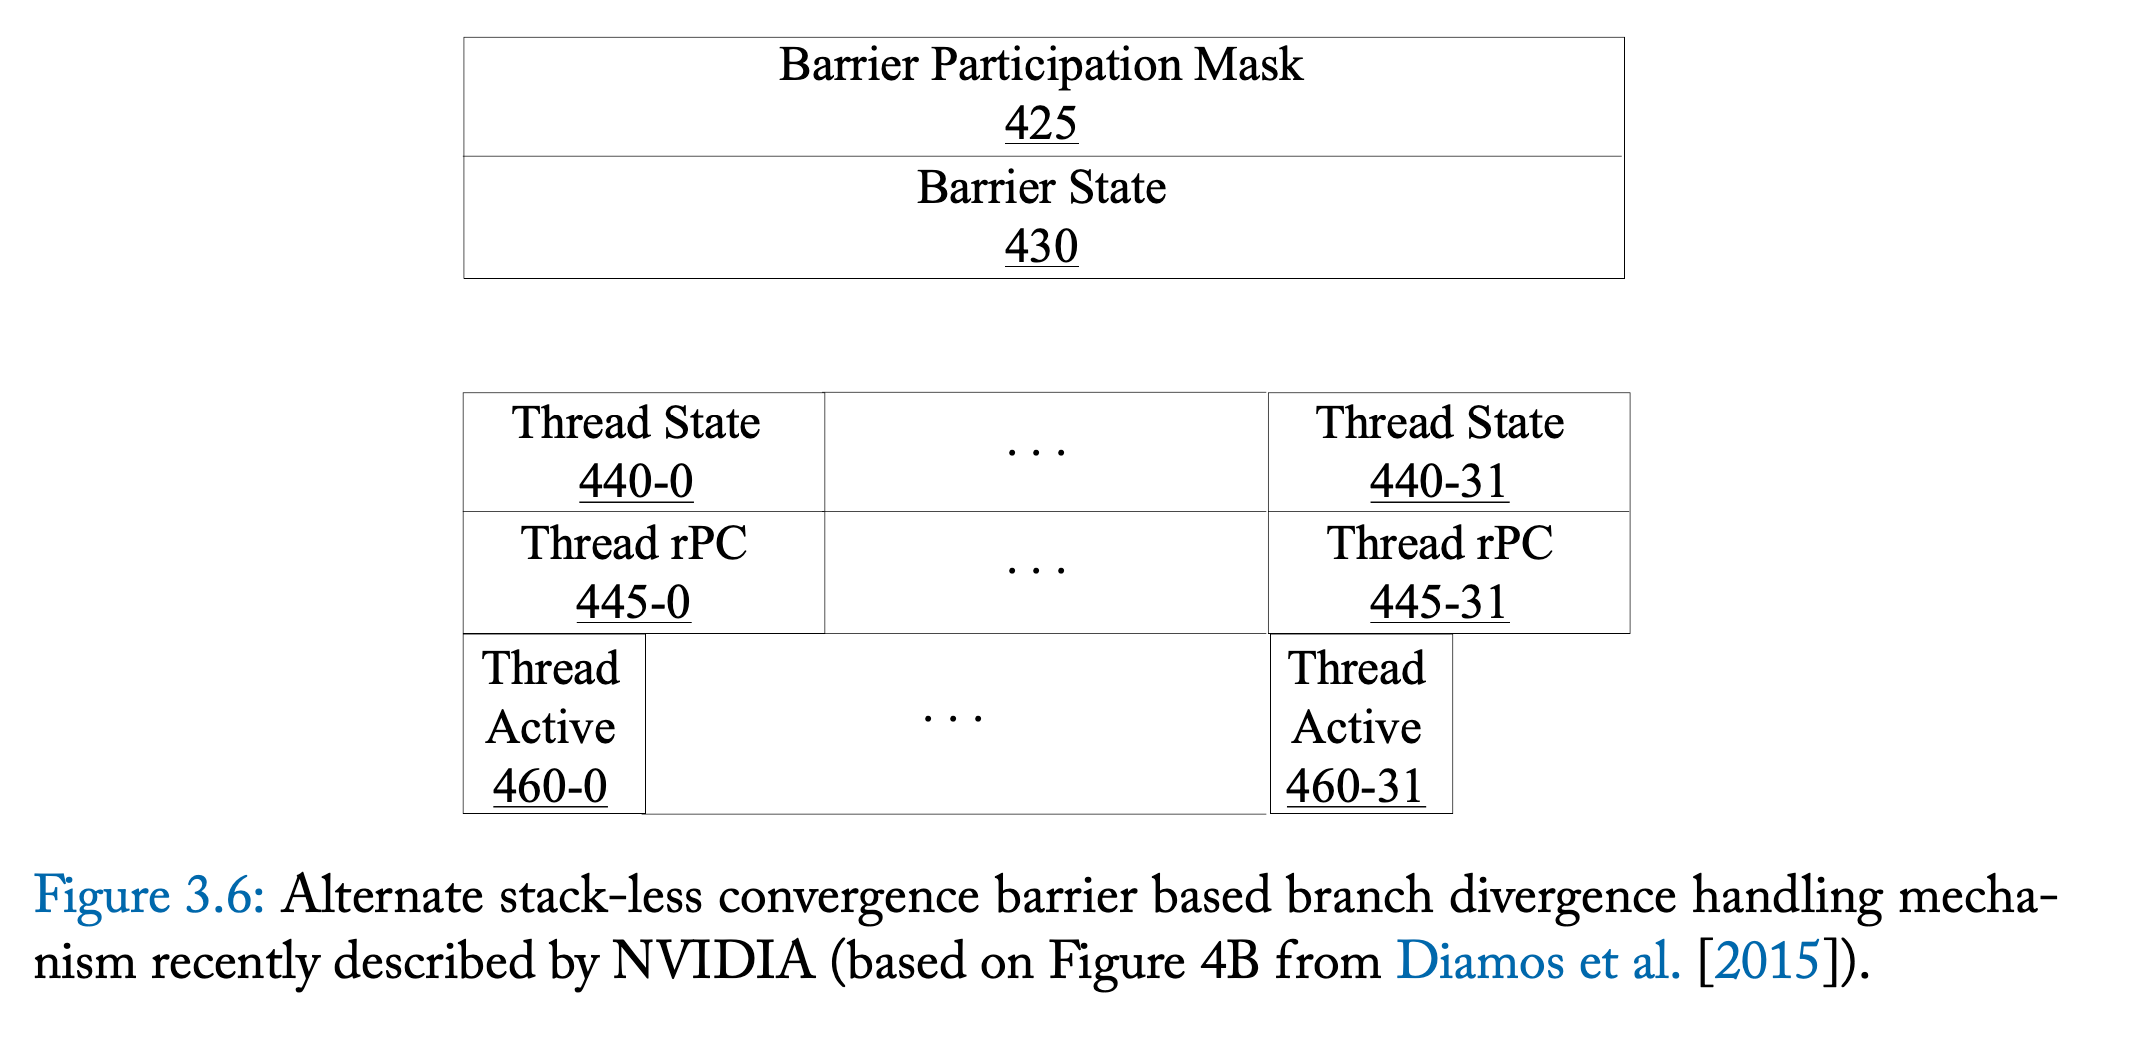 Barrier Participation Mask
425
Barrier State
430
Thread State
440-0
. . .
Thread State
440-31
Thread rPC
445-0
. . .
Thread rPC
445-31
Thread
Active
460-0
. . .
Thread
Active
460-31
Figure 3.6: Alternate stack-less convergence barrier based branch divergence handling mecha-
nism recently described by NVIDIA (based on Figure 4B from Diamos et al. [2015]).